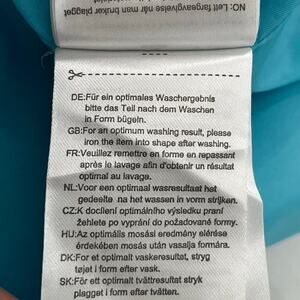 NO: Lett fargeavgivelse når man bruker plagget
DE:Für ein optimales Waschergebnis
bitte das Teil nach dem Waschen
in Form bügeln.
GB:For an optimum washing result, please
iron the item into shape after washing.
FR:Veuillez remettre en forme en repassant
après le lavage afin d'obtenir un résultat
optimal au lavage.
NL:Voor een optimaal wasresultaat het
gedeelte na het wassen in vorm strijken.
CZ:K docílení optimálního výsledku praní
žehlete po vyprání do požadované formy.
HU:Az optimális mosási eredmény elérése
érdekében mosás után vasalja formára.
DK:For et optimalt vaskeresultat, stryg
tøjet i form efter vask.
SK:För ett optimalt tvättresultat stryk
plagget i form efter tvätten.